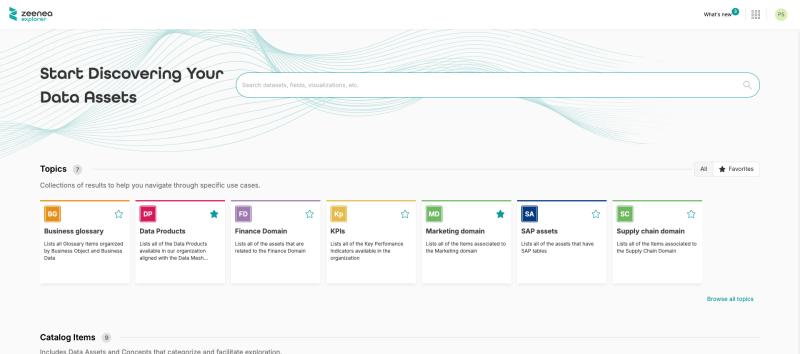 zeenea
explorer
What's new
PS
Start Discovering Your
Data Assets
Search datasets, fields, visualizations, etc.
Topics 7
All Favorites
Collections of results to help you navigate through specific use cases.
BG
Business glossary
Lists all Glossary items organized
by Business Object and Business
Data
DP
Data Products
Lists all of the Data Products
available in our organization
aligned with the Data Mesh...
FD
Finance Domain
Lists all of the assets that are
related to the Finance Domain
Kp
KPIs
Lists all of the Key Perfomance
Indicators available in the
organization
MD
Marketing domain
Lists all of the items associated to
the Marketing domain
SA
SAP assets
Lists all of the assets that have
SAP tables
SC
Supply chain domain
Lists all of the Items associated to
the Supply Chain Domain
Browse all topics
Catalog Items 9
Includes Data Assets and Concepts that categorize and facilitate exploration.